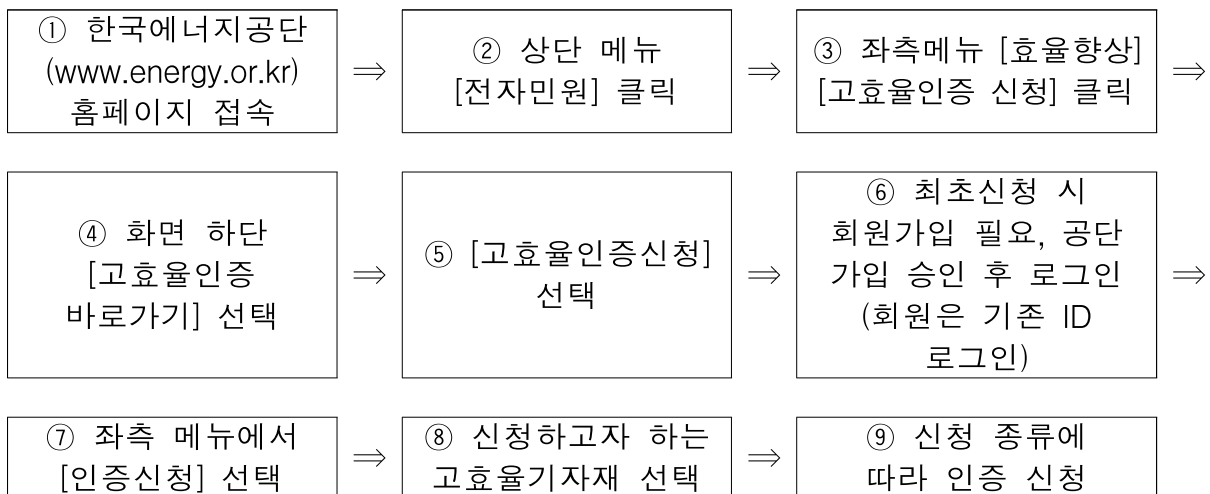 ① 한국에너지공단
(www.energy.or.kr)
홈페이지 접속
⇒
② 상단 메뉴
[전자민원] 클릭
⇒
③ 좌측메뉴 [효율향상]
[고효율인증 신청] 클릭
⇒
④ 화면 하단
[고효율인증
바로가기] 선택
⇒
⑤ [고효율인증신청]
선택
⇒
⑥ 최초신청 시
회원가입 필요, 공단
가입 승인 후 로그인
(회원은 기존 ID
로그인)
⇒
⑦ 좌측 메뉴에서
[인증신청] 선택
⇒
⑧ 신청하고자 하는
고효율기자재 선택
⇒
⑨ 신청 종류에
따라 인증 신청